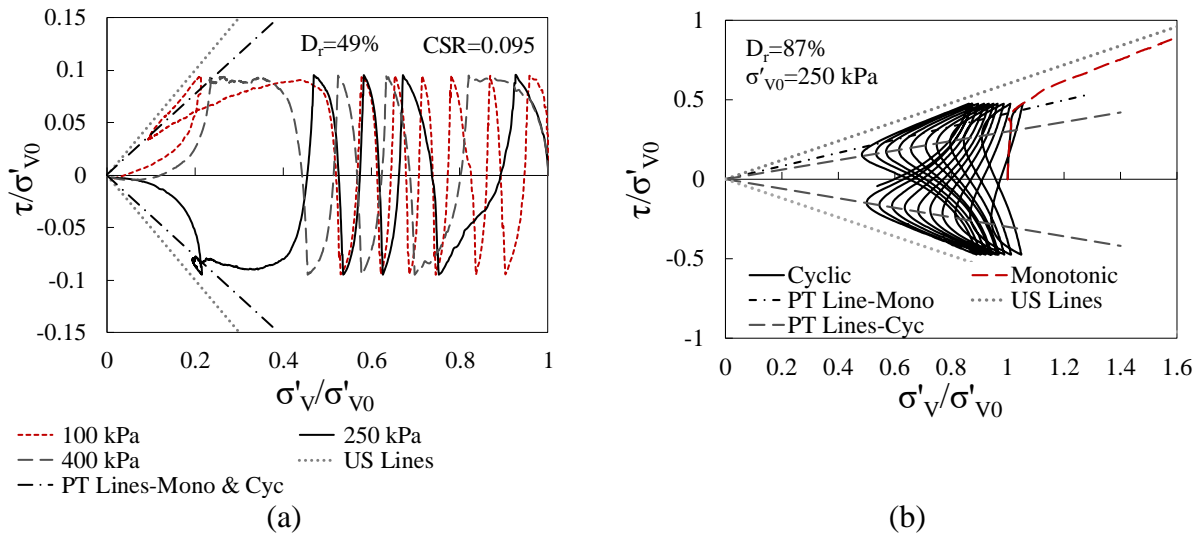 0.15
0.1
0.05
0
-0.05
-0.1
-0.15
τ/σ'V0
Dr=49% CSR=0.095
0 0.2 0.4 0.6 0.8 1
σ'V/σ'V0
100 kPa 250 kPa
400 kPa US Lines
PT Lines-Mono & Cyc
(a)
1
0.5
0
-0.5
-1
τ/σ'V0
Dr=87%
σ'V0=250 kPa
Cyclic Monotonic
PT Line-Mono US Lines
PT Lines-Cyc
0 0.2 0.4 0.6 0.8 1 1.2 1.4 1.6
σ'V/σ'V0
(b)